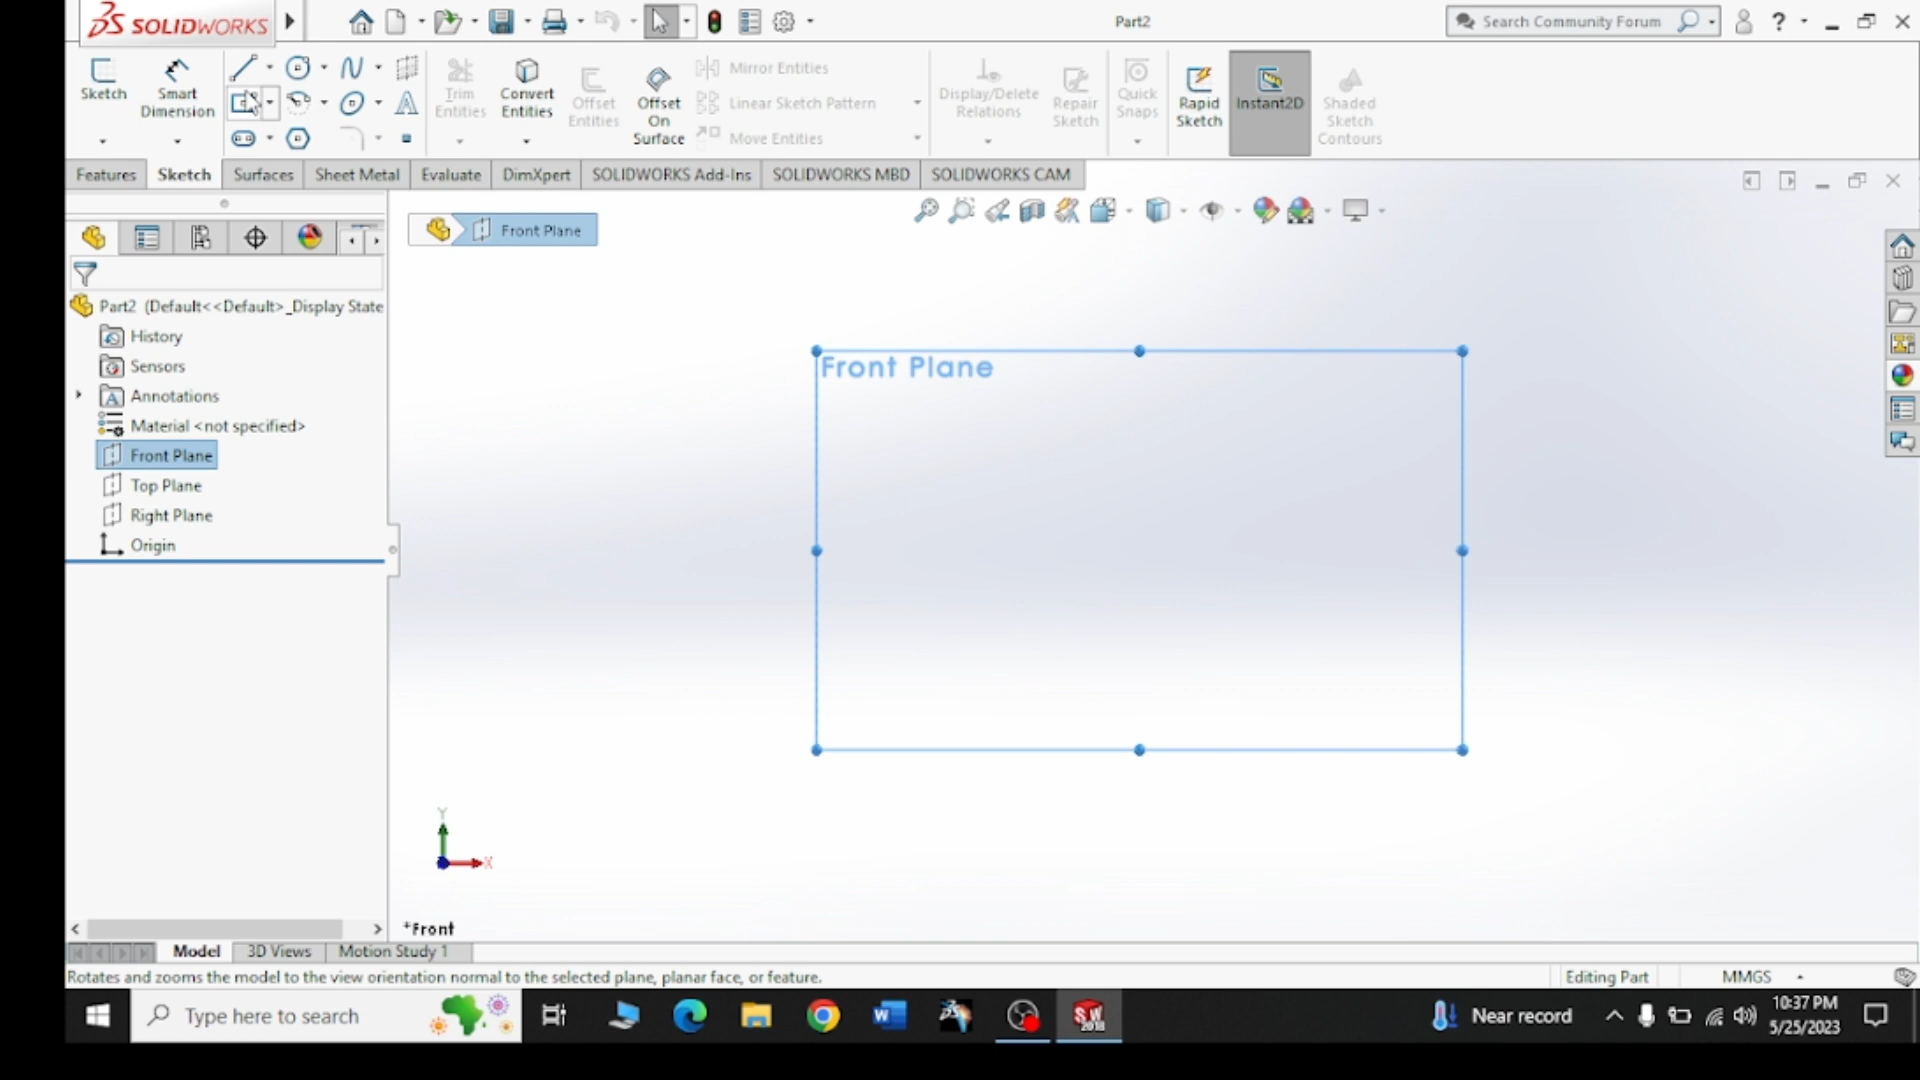 SOLIDWORKS
Part2
Search Community Forum
?
Sketch
Smart Dimension
Trim Entities
Convert Entities
Offset Entities
Offset On Surface
Mirror Entities
Linear Sketch Pattern
Move Entities
Display/Delete Relations
Repair Sketch
Quick Snaps
Rapid Sketch
Instant2D
Shaded Sketch Contours
Features
Sketch
Surfaces
Sheet Metal
Evaluate
DimXpert
SOLIDWORKS Add-Ins
SOLIDWORKS MBD
SOLIDWORKS CAM
Front Plane
Part2 (Default<<Default>_Display State
History
Sensors
Annotations
Material <not specified>
Front Plane
Top Plane
Right Plane
Origin
Front Plane
Y
X
*Front
Model
3D Views
Motion Study 1
Rotates and zooms the model to the view orientation normal to the selected plane, planar face, or feature.
Editing Part
MMGS
Type here to search
Near record
10:37 PM
5/25/2023